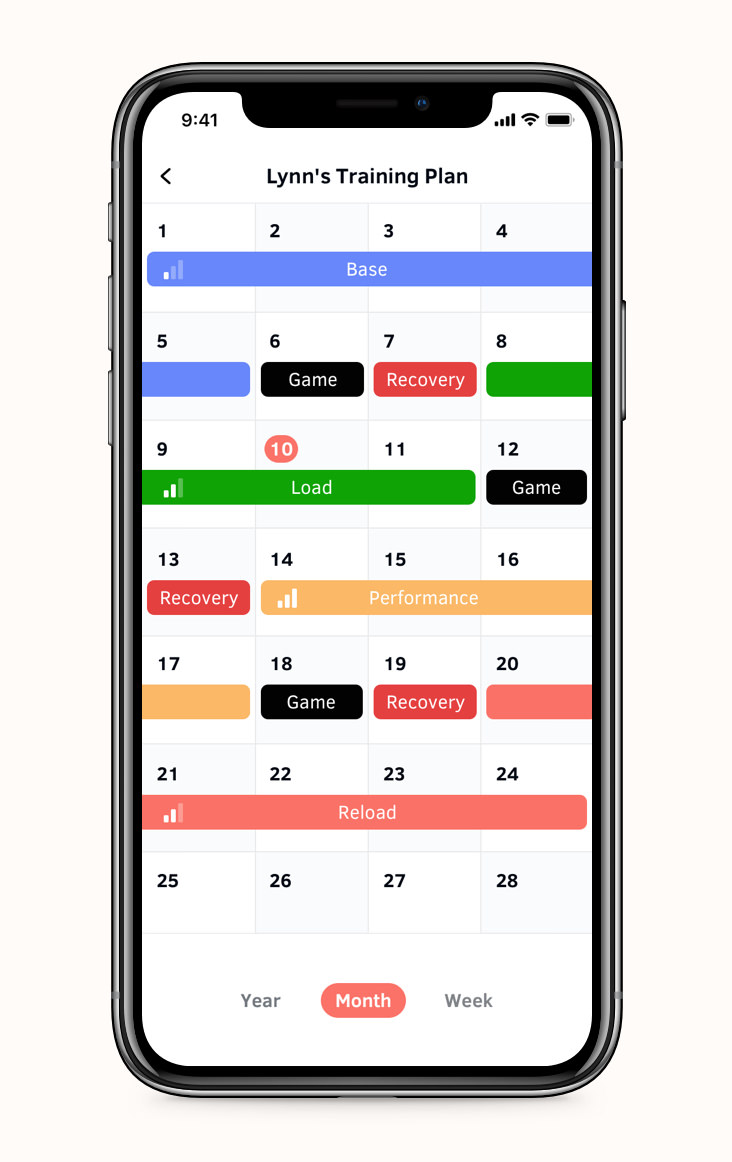 9:41
Lynn's Training Plan
1 2 3 4
Base
5 6 7 8
Game Recovery
9 10 11 12
Load Game
13 14 15 16
Recovery Performance
17 18 19 20
Game Recovery
21 22 23 24
Reload
25 26 27 28
Year Month Week